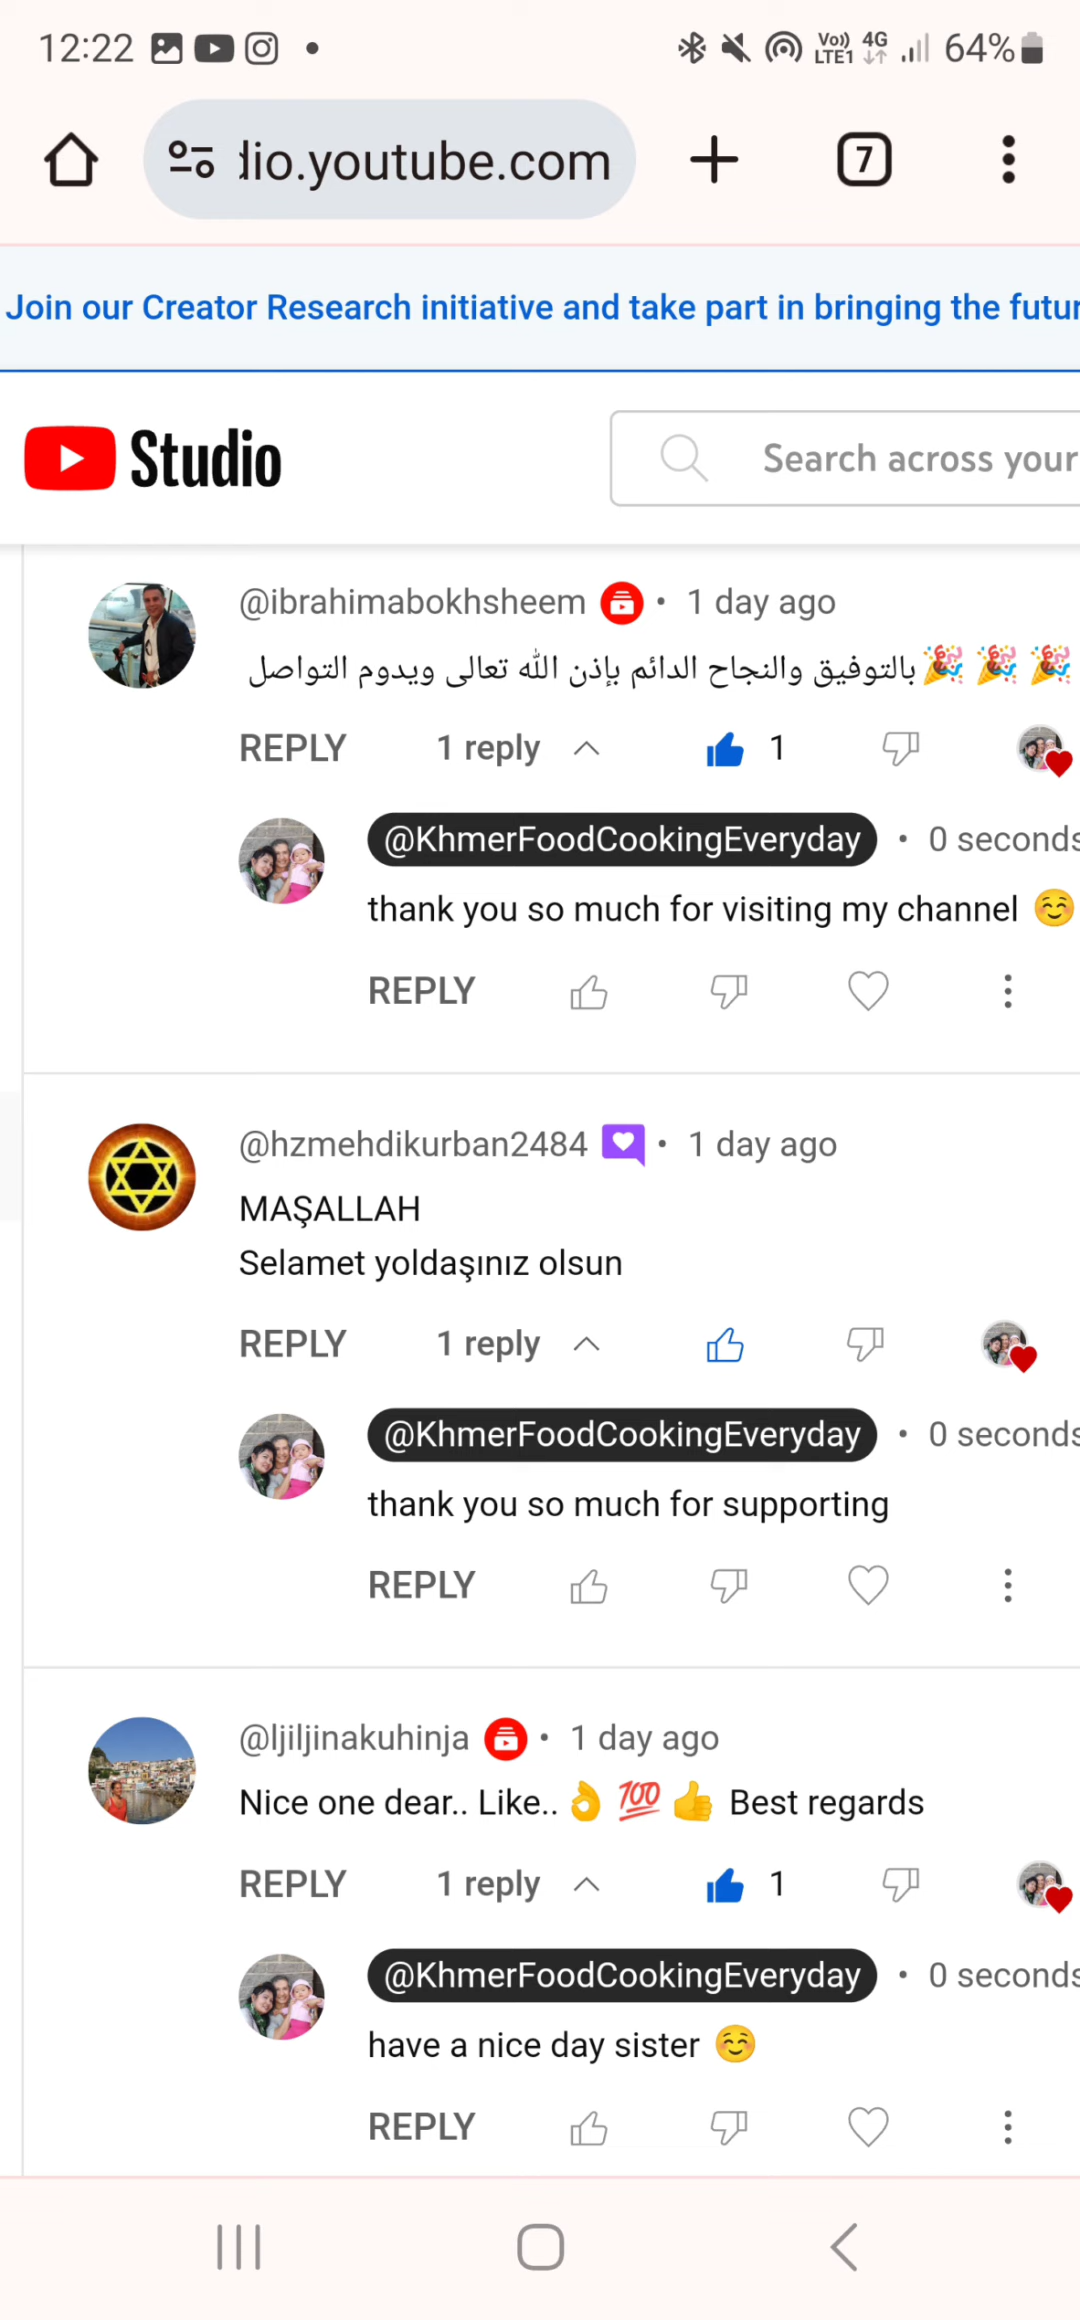 12:22
Vo)) LTE1 4G 64%
dio.youtube.com
7
Join our Creator Research initiative and take part in bringing the futur
Studio
Search across your
@ibrahimabokhsheem • 1 day ago
بالتوفيق والنجاح الدائم بإذن الله تعالى ويدوم التواصل 🎉 🎉 🎉
REPLY 1 reply 1
@KhmerFoodCookingEveryday • 0 seconds
thank you so much for visiting my channel ☺️
REPLY
@hzmehdikurban2484 • 1 day ago
MAŞALLAH
Selamet yoldaşınız olsun
REPLY 1 reply
@KhmerFoodCookingEveryday • 0 seconds
thank you so much for supporting
REPLY
@ljiljinakuhinja • 1 day ago
Nice one dear.. Like.. 👌 💯 👍 Best regards
REPLY 1 reply 1
@KhmerFoodCookingEveryday • 0 seconds
have a nice day sister ☺️
REPLY